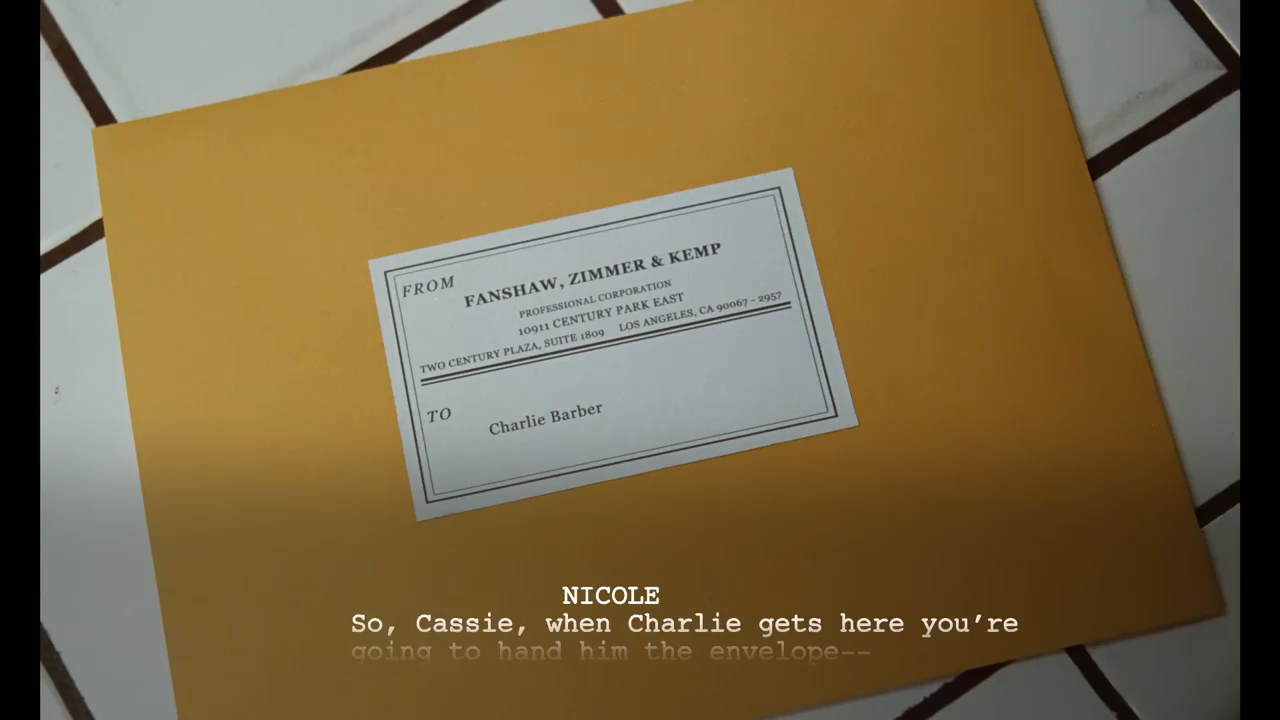 FROM
FANSHAW, ZIMMER & KEMP
PROFESSIONAL CORPORATION
10911 CENTURY PARK EAST
TWO CENTURY PLAZA, SUITE 1809 LOS ANGELES, CA 90067 - 2957
TO
Charlie Barber
NICOLE
So, Cassie, when Charlie gets here you’re
going to hand him the envelope--